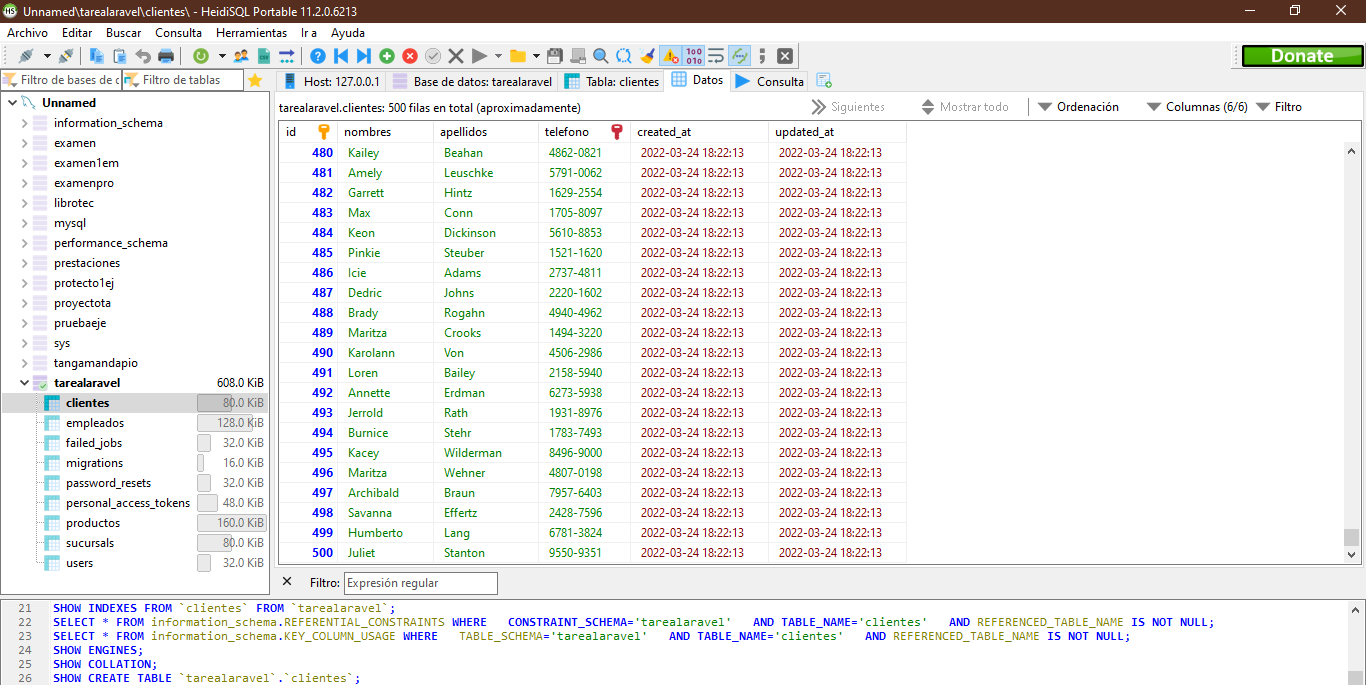 Unnamed\tarealaravel\clientes\ - HeidiSQL Portable 11.2.0.6213
Archivo Editar Buscar Consulta Herramientas Ir a Ayuda
Donate
Filtro de bases de d Filtro de tablas
Host: 127.0.0.1 Base de datos: tarealaravel Tabla: clientes Datos Consulta
Unnamed
information_schema
examen
examen1em
examenpro
librotec
mysql
performance_schema
prestaciones
protecto1ej
proyectota
pruebaeje
sys
tangamandapio
tarealaravel 608.0 KiB
clientes 80.0 KiB
empleados 128.0 KiB
failed_jobs 32.0 KiB
migrations 16.0 KiB
password_resets 32.0 KiB
personal_access_tokens 48.0 KiB
productos 160.0 KiB
sucursals 80.0 KiB
users 32.0 KiB
tarealaravel.clientes: 500 filas en total (aproximadamente) Siguientes Mostrar todo Ordenación Columnas (6/6) Filtro
id nombres apellidos telefono created_at updated_at
480 Kailey Beahan 4862-0821 2022-03-24 18:22:13 2022-03-24 18:22:13
481 Amely Leuschke 5791-0062 2022-03-24 18:22:13 2022-03-24 18:22:13
482 Garrett Hintz 1629-2554 2022-03-24 18:22:13 2022-03-24 18:22:13
483 Max Conn 1705-8097 2022-03-24 18:22:13 2022-03-24 18:22:13
484 Keon Dickinson 5610-8853 2022-03-24 18:22:13 2022-03-24 18:22:13
485 Pinkie Steuber 1521-1620 2022-03-24 18:22:13 2022-03-24 18:22:13
486 Icie Adams 2737-4811 2022-03-24 18:22:13 2022-03-24 18:22:13
487 Dedric Johns 2220-1602 2022-03-24 18:22:13 2022-03-24 18:22:13
488 Brady Rogahn 4940-4962 2022-03-24 18:22:13 2022-03-24 18:22:13
489 Maritza Crooks 1494-3220 2022-03-24 18:22:13 2022-03-24 18:22:13
490 Karolann Von 4506-2986 2022-03-24 18:22:13 2022-03-24 18:22:13
491 Loren Bailey 2158-5940 2022-03-24 18:22:13 2022-03-24 18:22:13
492 Annette Erdman 6273-5938 2022-03-24 18:22:13 2022-03-24 18:22:13
493 Jerrold Rath 1931-8976 2022-03-24 18:22:13 2022-03-24 18:22:13
494 Burnice Stehr 1783-7493 2022-03-24 18:22:13 2022-03-24 18:22:13
495 Kacey Wilderman 8496-9000 2022-03-24 18:22:13 2022-03-24 18:22:13
496 Maritza Wehner 4807-0198 2022-03-24 18:22:13 2022-03-24 18:22:13
497 Archibald Braun 7957-6403 2022-03-24 18:22:13 2022-03-24 18:22:13
498 Savanna Effertz 2428-7596 2022-03-24 18:22:13 2022-03-24 18:22:13
499 Humberto Lang 6781-3824 2022-03-24 18:22:13 2022-03-24 18:22:13
500 Juliet Stanton 9550-9351 2022-03-24 18:22:13 2022-03-24 18:22:13
Filtro: Expresión regular
21 SHOW INDEXES FROM `clientes` FROM `tarealaravel`;
22 SELECT * FROM information_schema.REFERENTIAL_CONSTRAINTS WHERE CONSTRAINT_SCHEMA='tarealaravel' AND TABLE_NAME='clientes' AND REFERENCED_TABLE_NAME IS NOT NULL;
23 SELECT * FROM information_schema.KEY_COLUMN_USAGE WHERE TABLE_SCHEMA='tarealaravel' AND TABLE_NAME='clientes' AND REFERENCED_TABLE_NAME IS NOT NULL;
24 SHOW ENGINES;
25 SHOW COLLATION;
26 SHOW CREATE TABLE `tarealaravel`.`clientes`;